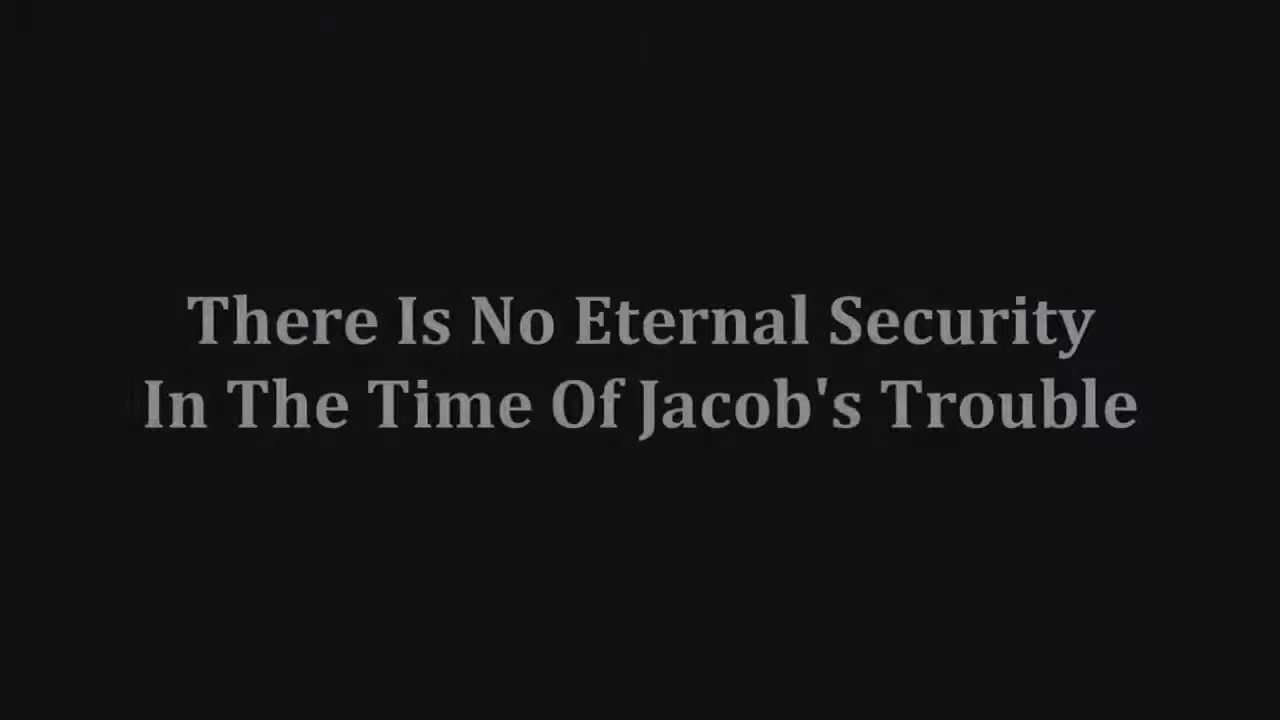 There Is No Eternal Security
In The Time Of Jacob's Trouble